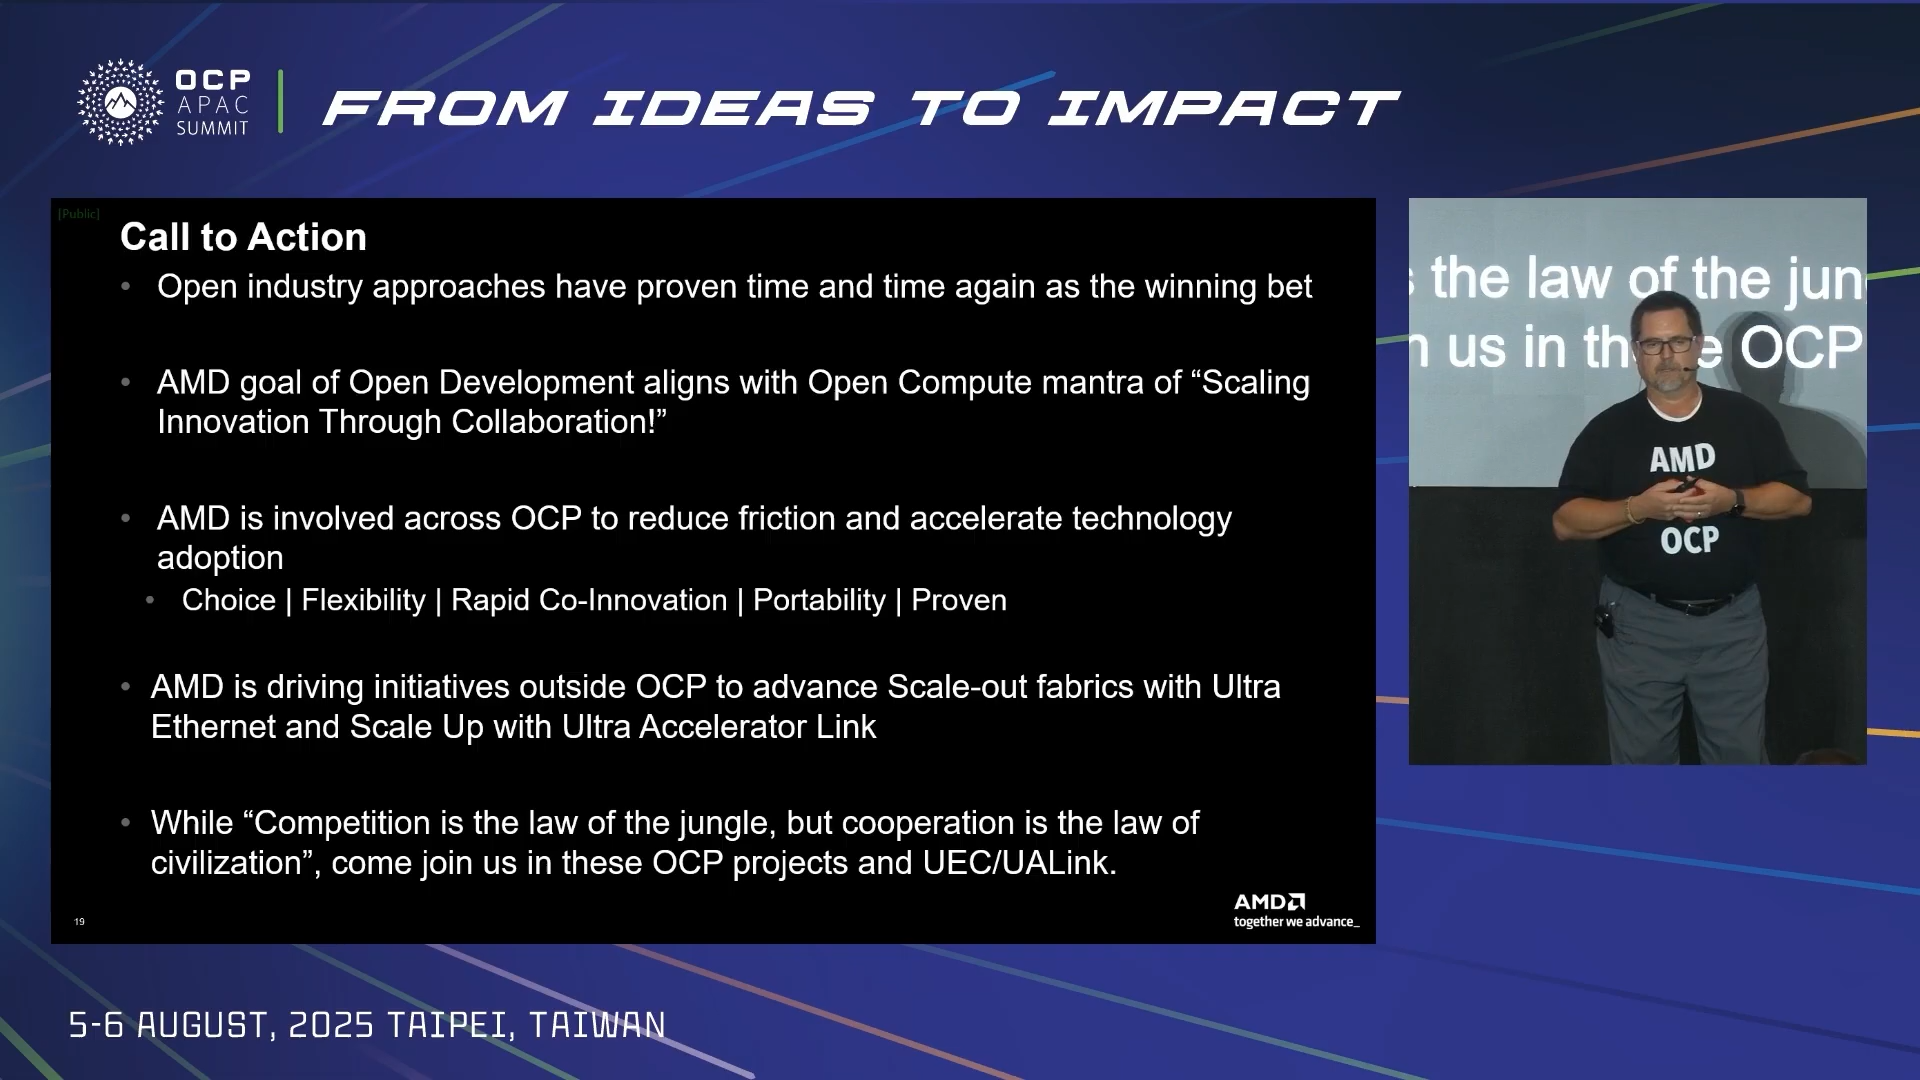 OCP
APAC
SUMMIT
FROM IDEAS TO IMPACT
[Public]
Call to Action
• Open industry approaches have proven time and time again as the winning bet
• AMD goal of Open Development aligns with Open Compute mantra of “Scaling
Innovation Through Collaboration!”
• AMD is involved across OCP to reduce friction and accelerate technology
adoption
• Choice | Flexibility | Rapid Co-Innovation | Portability | Proven
• AMD is driving initiatives outside OCP to advance Scale-out fabrics with Ultra
Ethernet and Scale Up with Ultra Accelerator Link
• While “Competition is the law of the jungle, but cooperation is the law of
civilization”, come join us in these OCP projects and UEC/UALink.
19
AMD
together we advance_
the law of the jun
us in OCP
AMD
OCP
5-6 AUGUST, 2025 TAIPEI, TAIWAN